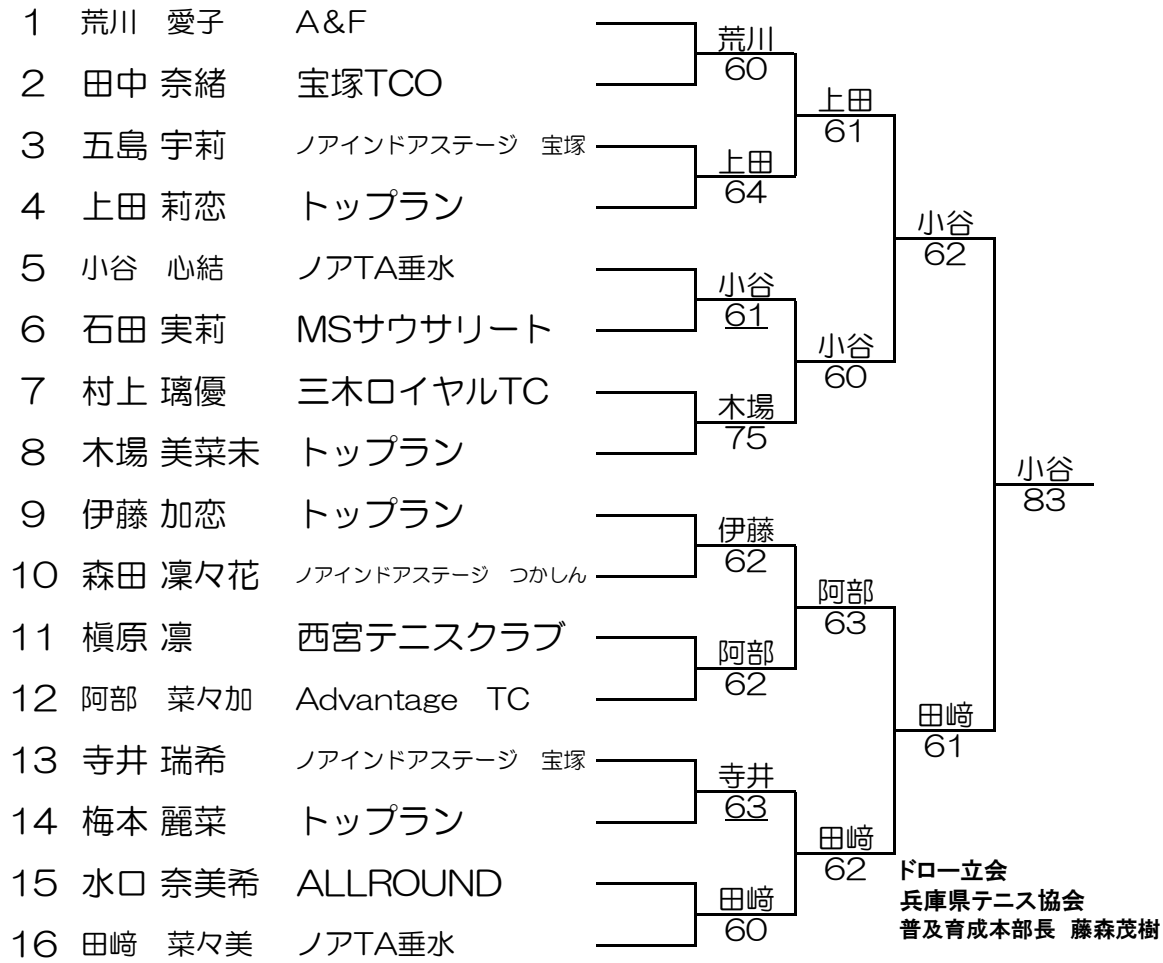 1 荒川 愛子 A&F
荒川
60
2 田中 奈緒 宝塚TCO
上田
61
3 五島 宇莉 ノアインドアステージ 宝塚
上田
64
4 上田 莉恋 トップラン
小谷
62
5 小谷 心結 ノアTA垂水
小谷
61
6 石田 実莉 MSサウサリート
小谷
60
7 村上 璃優 三木ロイヤルTC
木場
75
8 木場 美菜未 トップラン
小谷
83
9 伊藤 加恋 トップラン
伊藤
62
10 森田 凜々花 ノアインドアステージ つかしん
阿部
63
11 槇原 凛 西宮テニスクラブ
阿部
62
12 阿部 菜々加 Advantage TC
田﨑
61
13 寺井 瑞希 ノアインドアステージ 宝塚
寺井
63
14 梅本 麗菜 トップラン
田﨑
62
15 水口 奈美希 ALLROUND
田﨑
60
16 田﨑 菜々美 ノアTA垂水
ドロー立会
兵庫県テニス協会
普及育成本部長 藤森茂樹